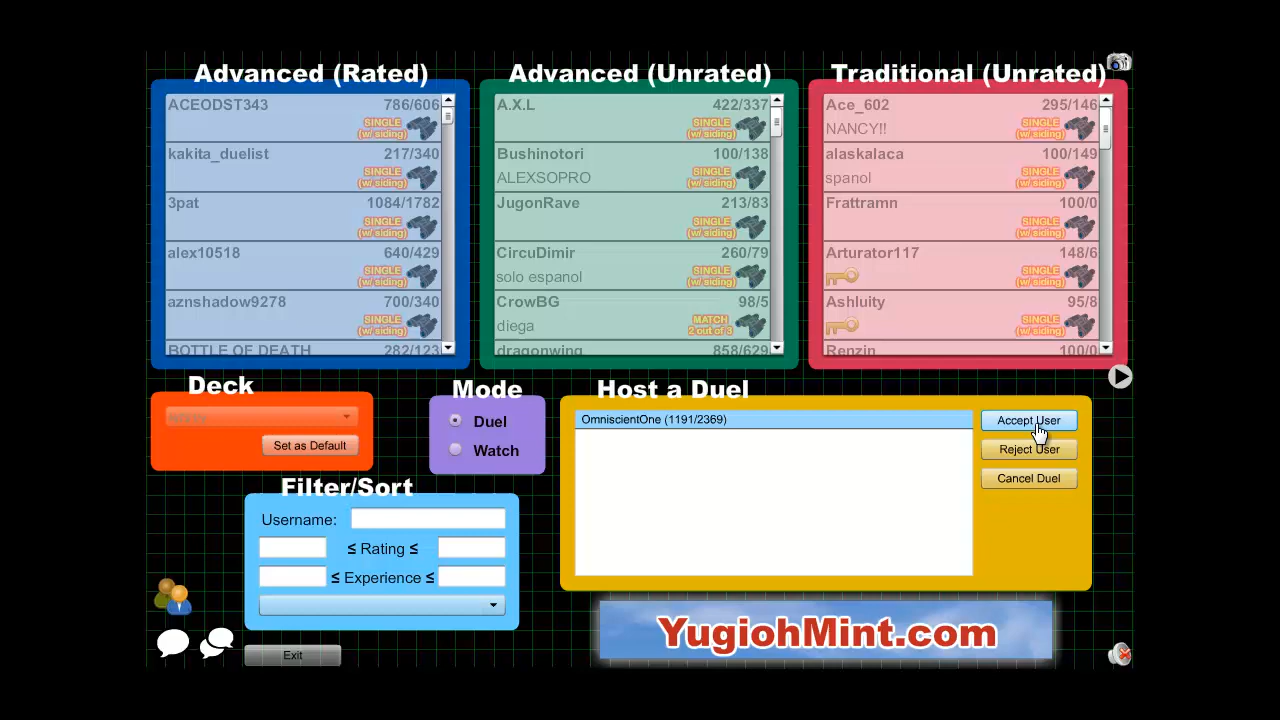 Advanced (Rated)
ACEODST343 786/606
SINGLE
(w/ siding)
kakita_duelist 217/340
SINGLE
(w/ siding)
3pat 1084/1782
SINGLE
(w/ siding)
alex10518 640/429
SINGLE
(w/ siding)
aznshadow9278 700/340
SINGLE
(w/ siding)
BOTTLE OF DEATH 282/123
Advanced (Unrated)
A.X.L 422/337
SINGLE
(w/ siding)
Bushinotori 100/138
ALEXSOPRO SINGLE
(w/ siding)
JugonRave 213/83
SINGLE
(w/ siding)
CircuDimir 260/79
solo espanol SINGLE
(w/ siding)
CrowBG 98/5
diega MATCH
2 out of 3
dragonwing 858/629
Traditional (Unrated)
Ace_602 295/146
NANCY!! SINGLE
(w/ siding)
alaskalaca 100/149
spanol SINGLE
(w/ siding)
Frattramn 100/0
SINGLE
(w/ siding)
Arturator117 148/6
SINGLE
(w/ siding)
Ashluity 95/8
SINGLE
(w/ siding)
Renzin 100/0
Deck
Set as Default
Mode
Duel
Watch
Host a Duel
OmniscientOne (1191/2369)
Accept User
Reject User
Cancel Duel
Filter/Sort
Username:
≤ Rating ≤
≤ Experience ≤
Exit
YugiohMint.com